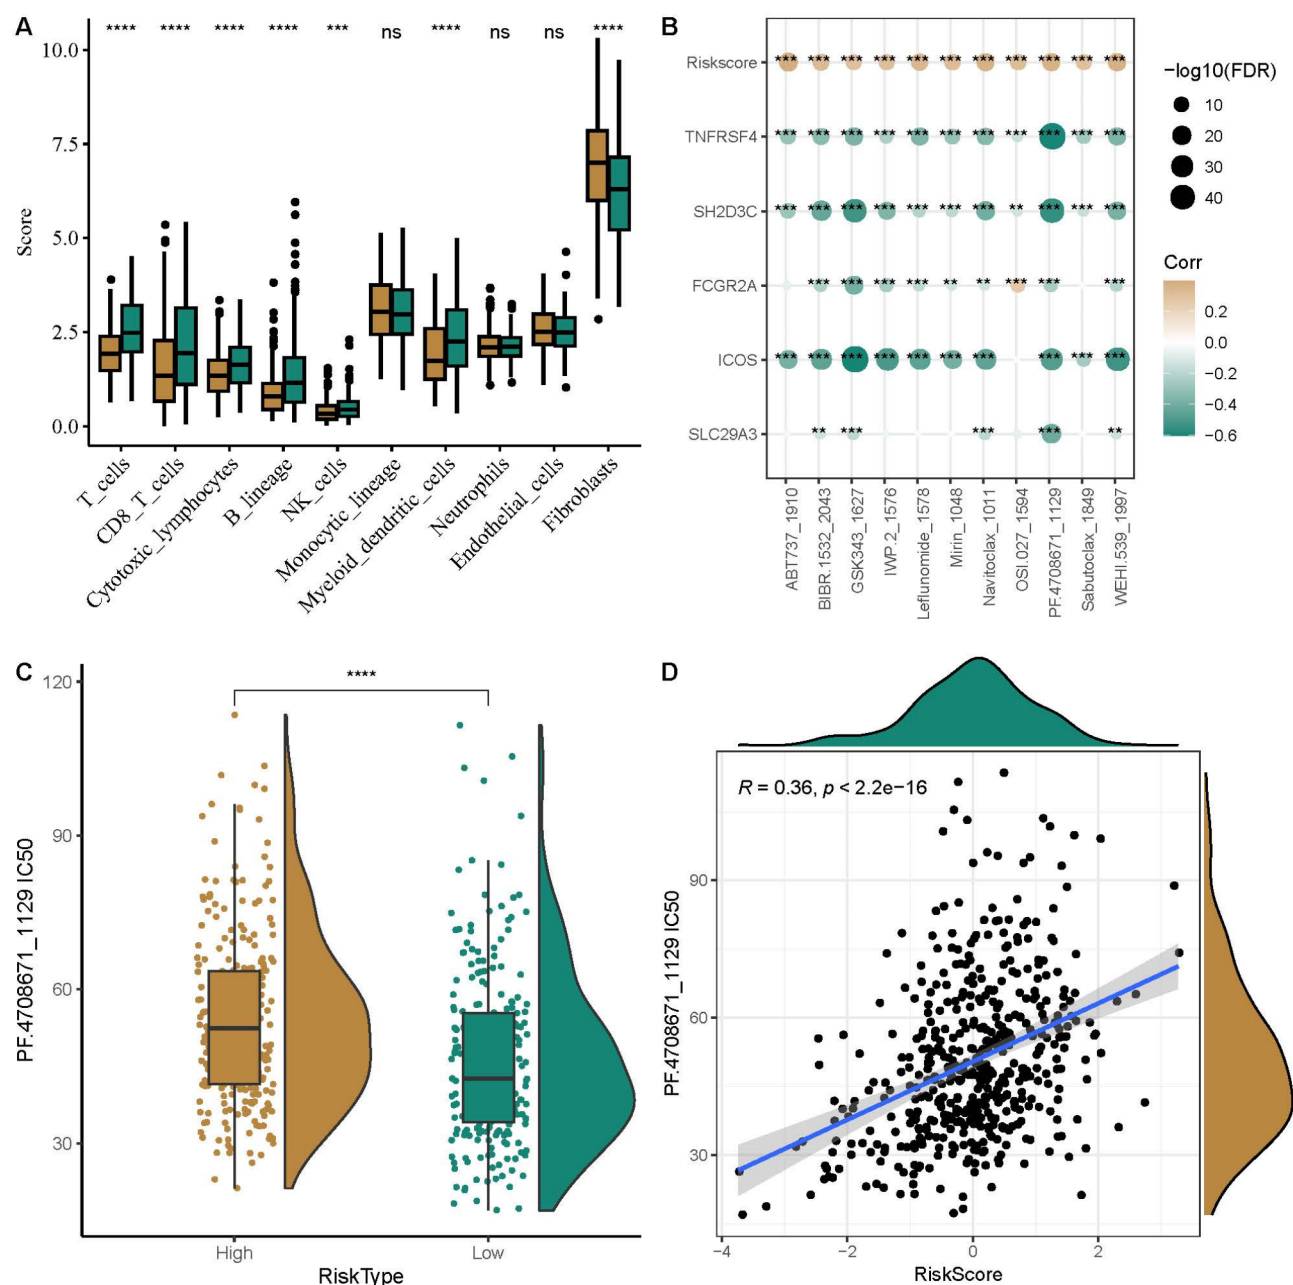 A
**** **** **** **** *** ns **** ns ns ****
Score
10.0
7.5
5.0
2.5
0.0
T_cells
CD8_T_cells
Cytotoxic_lymphocytes
B_lineage
NK_cells
Monocytic_lineage
Myeloid_dendritic_cells
Neutrophils
Endothelial_cells
Fibroblasts
B
Riskscore *** *** *** *** *** *** *** *** *** *** ***
TNFRSF4 *** *** *** *** *** *** *** *** *** *** ***
SH2D3C *** *** *** *** *** *** *** ** *** *** ***
FCGR2A *** *** *** *** ** ** *** *** ***
ICOS *** *** *** *** *** *** *** *** *** ***
SLC29A3 ** *** *** *** **
ABT737_1910
BIBR.1532_2043
GSK343_1627
IWP.2_1576
Leflunomide_1578
Mirin_1048
Navitoclax_1011
OSI.027_1594
PF.4708671_1129
Sabutoclax_1849
WEHI.539_1997
−log10(FDR)
10
20
30
40
Corr
0.2
0.0
−0.2
−0.4
−0.6
C
PF.4708671_1129 IC50
120
90
60
30
****
High Low
RiskType
D
R = 0.36, p < 2.2e−16
PF.4708671_1129 IC50
90
60
30
−4 −2 0 2
RiskScore